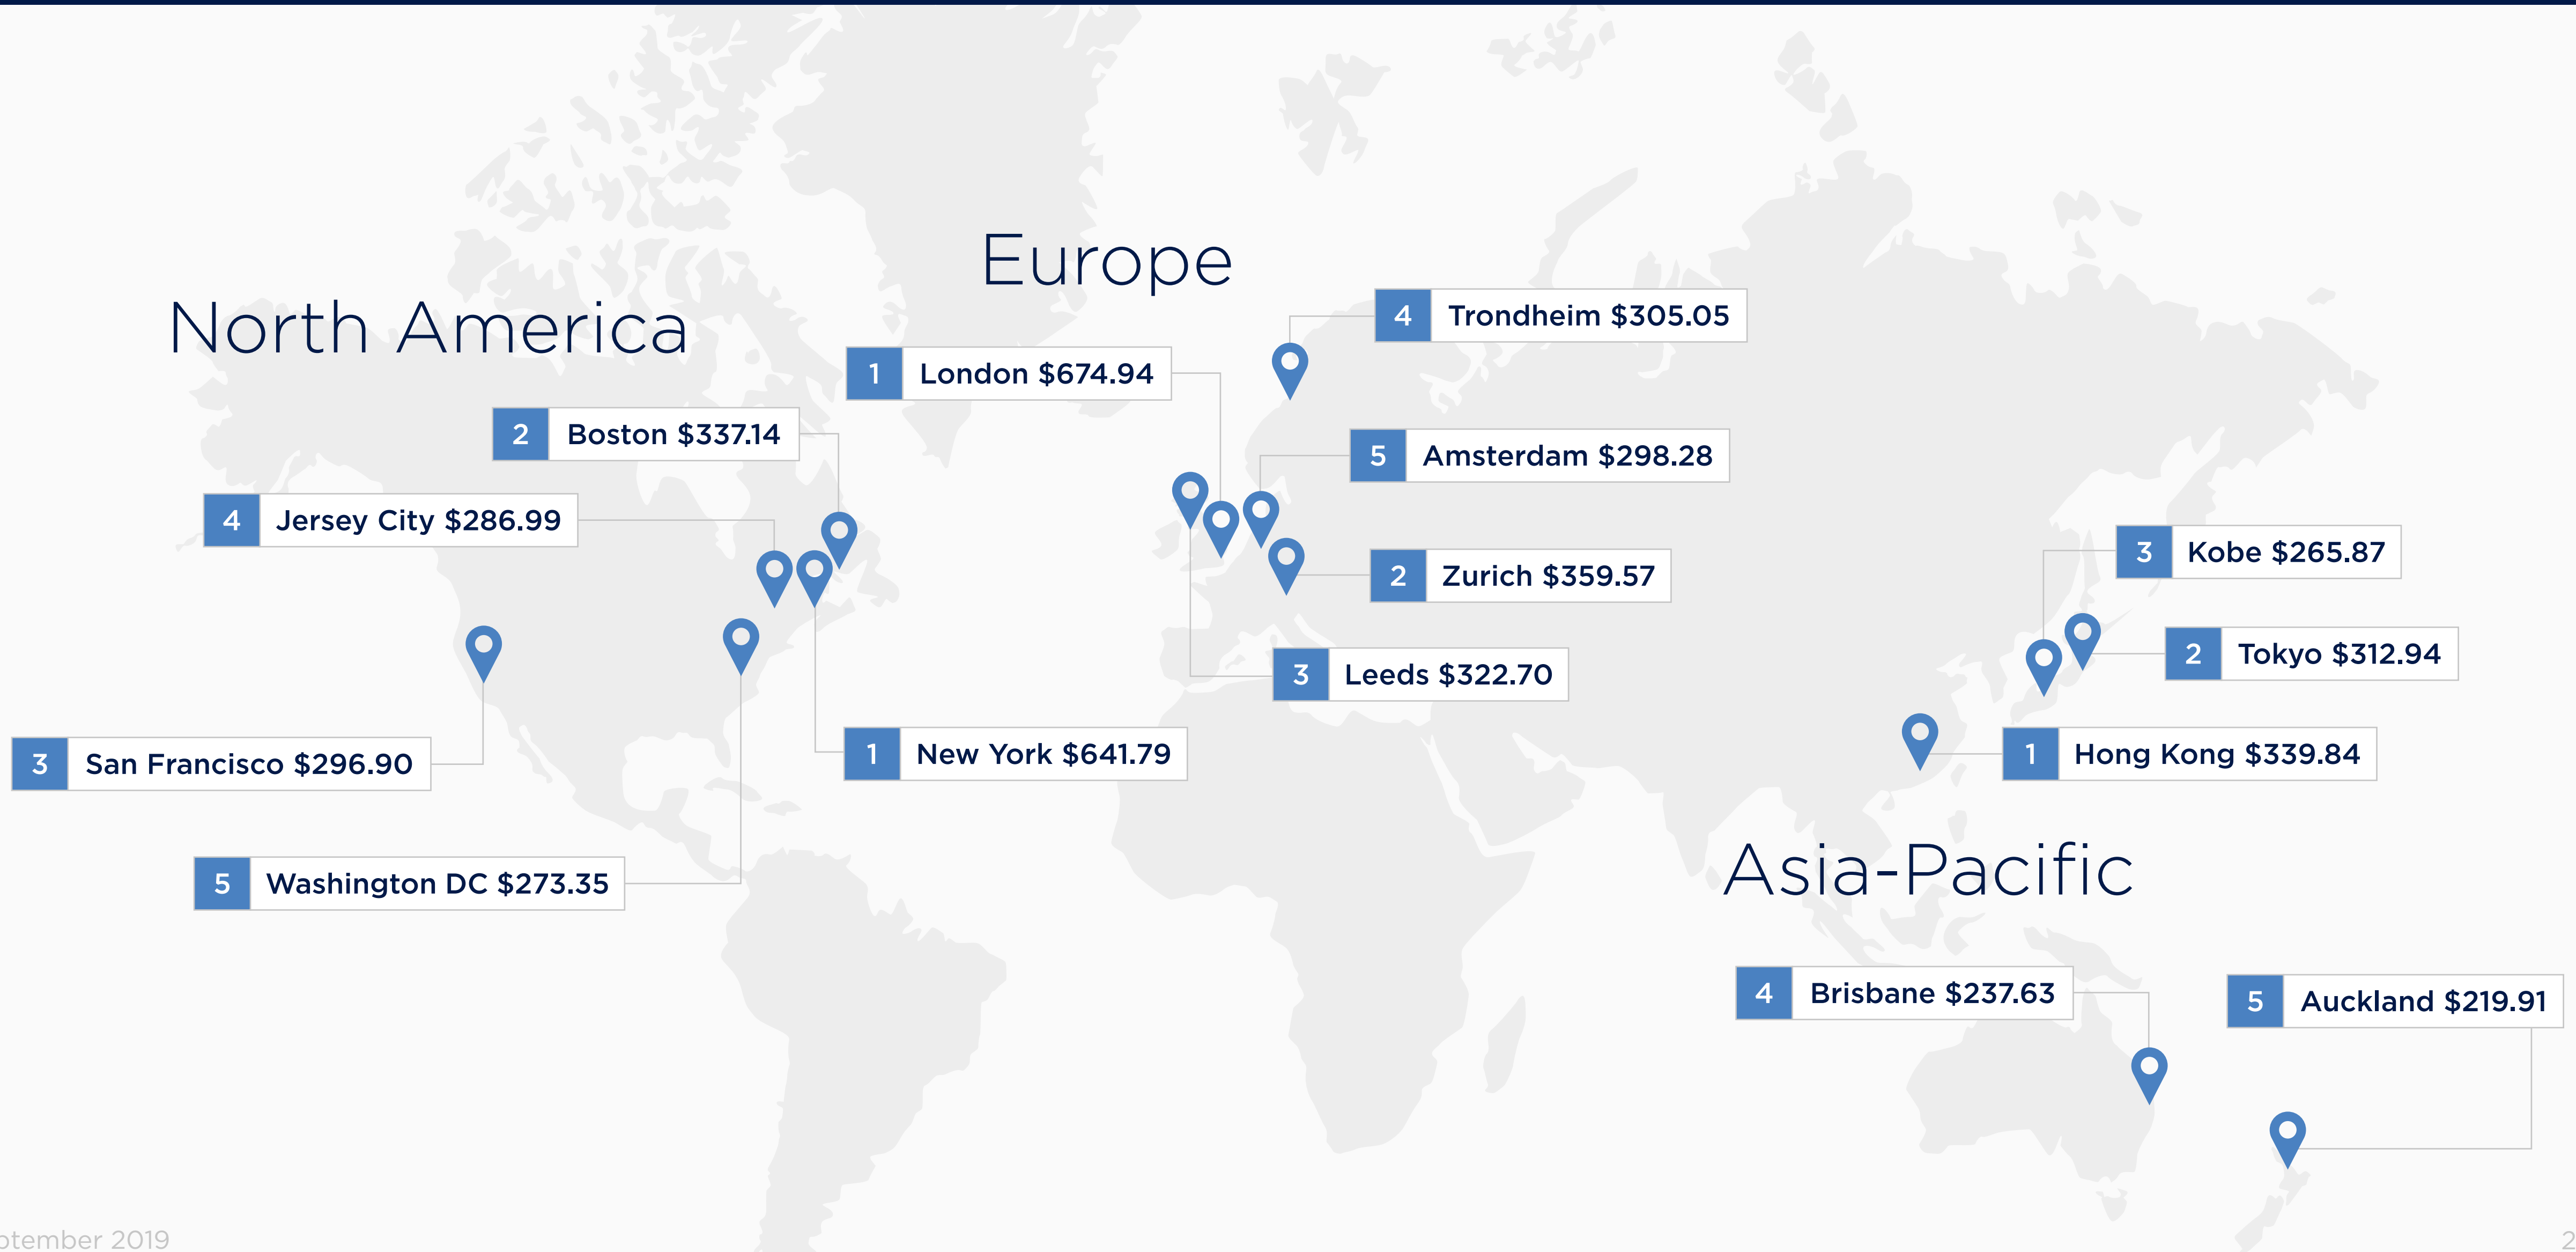 Europe
North America
4 Trondheim $305.05
1 London $674.94
2 Boston $337.14
5 Amsterdam $298.28
4 Jersey City $286.99
3 Kobe $265.87
2 Zurich $359.57
2 Tokyo $312.94
3 Leeds $322.70
3 San Francisco $296.90
1 New York $641.79
1 Hong Kong $339.84
5 Washington DC $273.35
Asia-Pacific
4 Brisbane $237.63
5 Auckland $219.91
ptember 2019
2